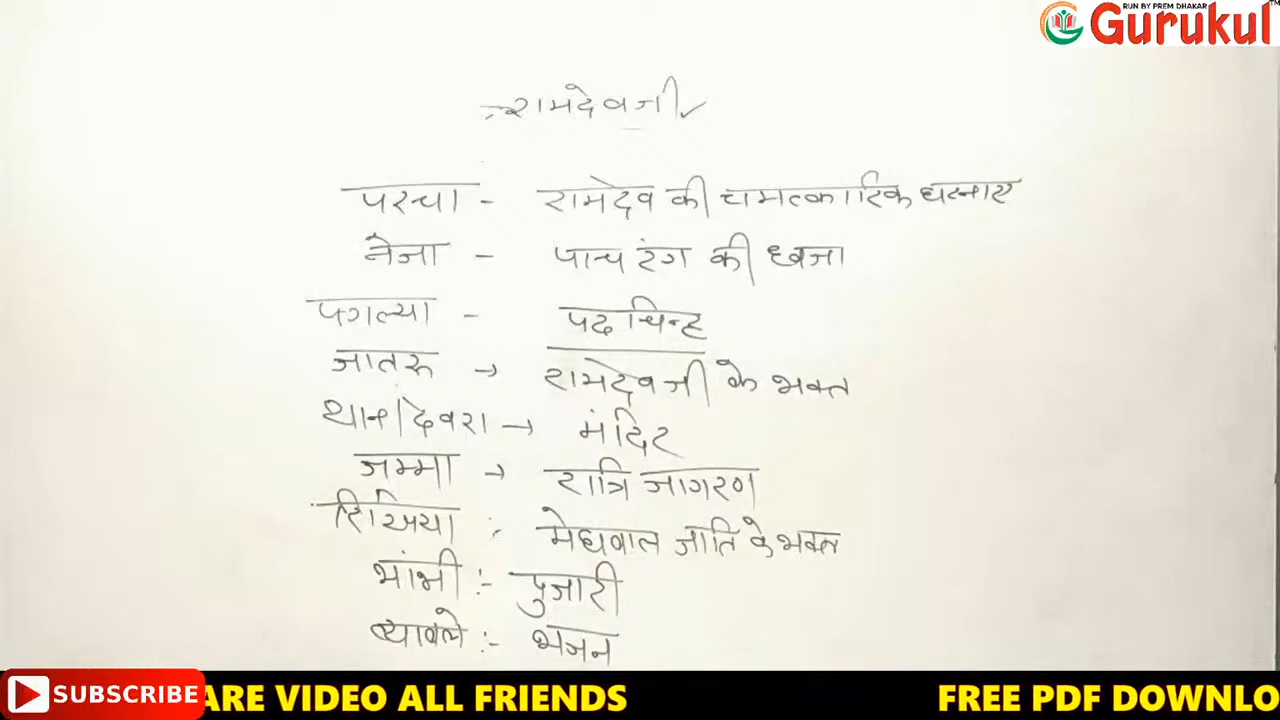 RUN BY PREM DHAKAR
Gurukul
TM
रामदेवजी
परचा - रामदेव की चमत्कारिक घटनाए
नेजा - पाच रंग की ध्वजा
पगल्या - पद चिन्ह
जातरू → रामदेवजी के भक्त
थान/देवरा → मंदिर
जम्मा → रात्रि जागरण
रिखिया :- मेघवाल जाति के भक्त
भांभी :- पुजारी
ब्यावले :- भजन
SUBSCRIBE ARE VIDEO ALL FRIENDS FREE PDF DOWNLO